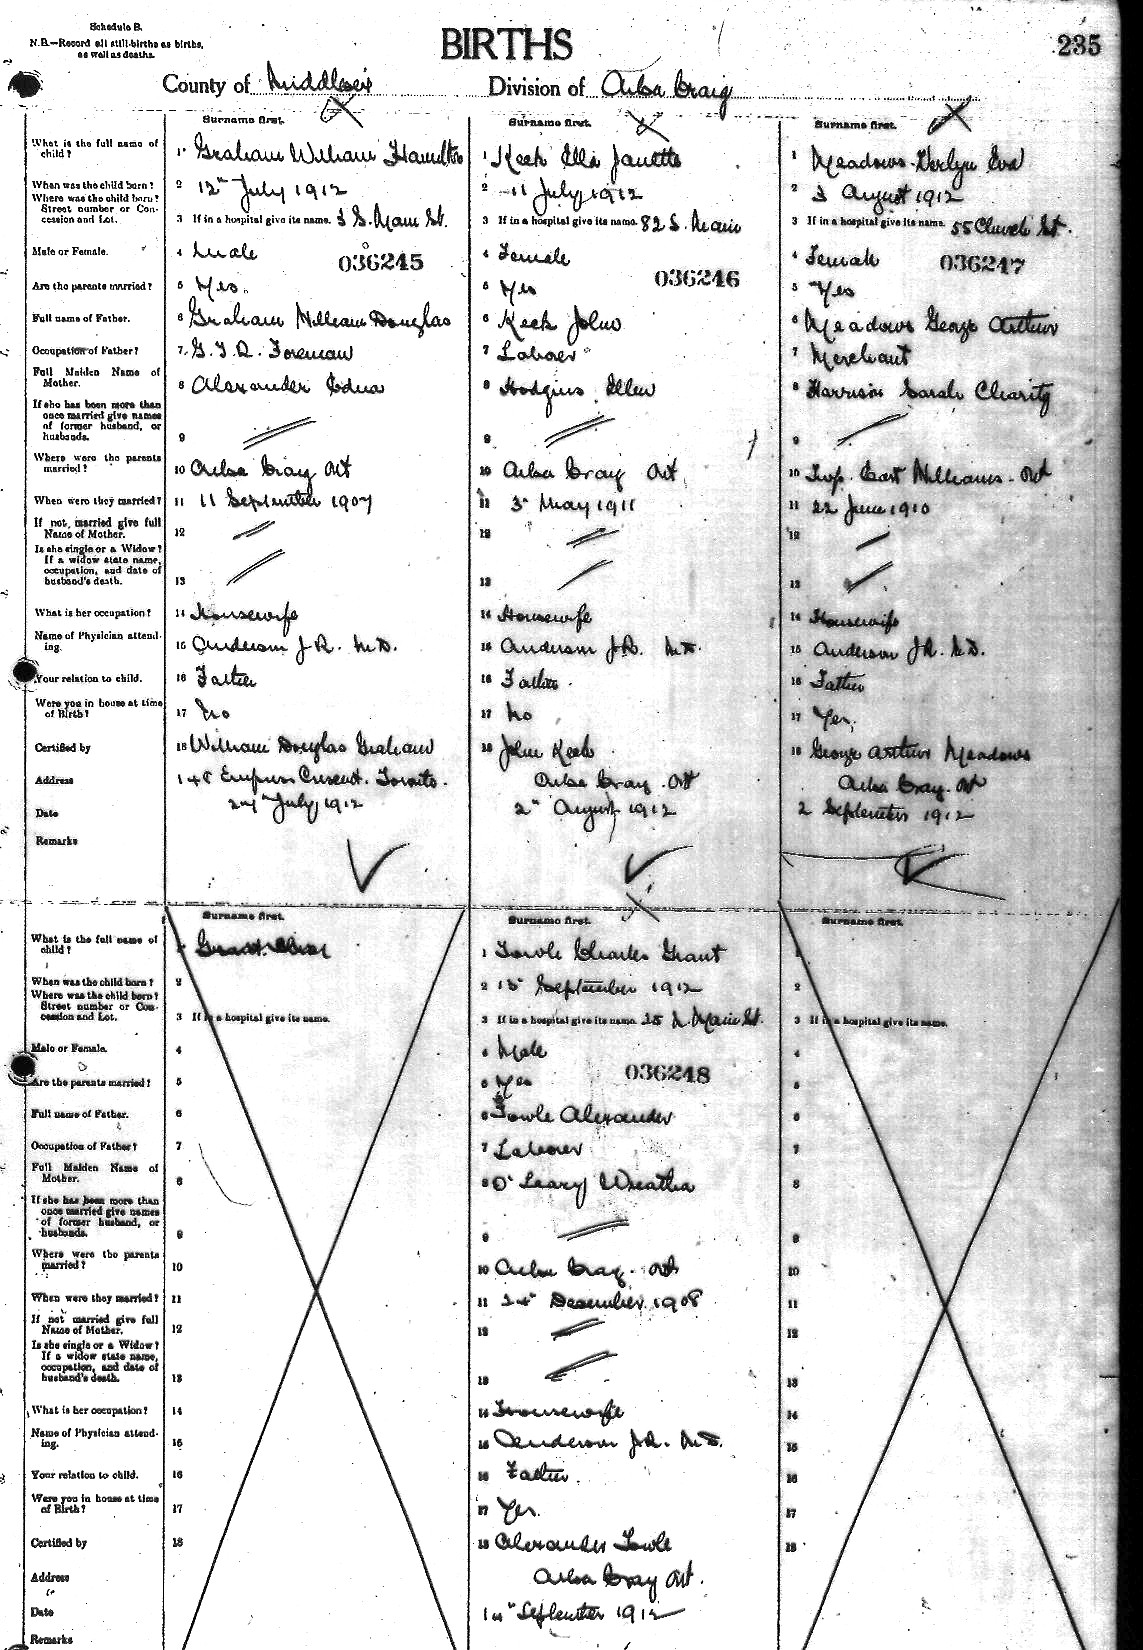 Schedule B.
N.B.—Record all still-births as births, as well as deaths.
BIRTHS
235
County of Middlesex
Division of Ailsa Craig
What is the full name of child?
When was the child born?
Where was the child born? Street number or Concession and Lot.
Male or Female.
Are the parents married?
Full name of Father.
Occupation of Father?
Full Maiden Name of Mother.
If she has been more than once married give names of former husband, or husbands.
Where were the parents married?
When were they married?
If not, married give full Name of Mother.
Is she single or a Widow? If a widow state name, occupation, and date of husband's death.
What is her occupation?
Name of Physician attending.
Your relation to child.
Were you in house at time of Birth?
Certified by
Address
Date
Remarks
Surname first.
1 Graham William Hamilton
2 12th July 1912
3 If in a hospital give its name. 3 S. Main St.
4 Male
036245
5 Yes.
6 Graham William Douglas
7 G.T.R. Foreman
8 Alexander Edna
9
10 Ailsa Craig Ont
11 11 September 1907
12
13
14 Housewife
15 Anderson J R. M.D.
16 Father
17 No
18 William Douglas Graham
148 Empress Crescent. Toronto.
July 1912
Surname first.
1 Keek Ella Janette
2 11 July 1912
3 If in a hospital give its name. 82 S. Main
4 Female
036246
5 Yes
6 Keek John
7 Laborer
8 Hodgins Ellen
9
10 Ailsa Craig Ont
11 3rd May 1911
12
13
14 Housewife
15 Anderson J R. M.D.
16 Father.
17 No
18 John Keek
Ailsa Craig. Ont
2nd August 1912
Surname first.
1 Meadows Eva
2 3 August 1912
3 If in a hospital give its name. 55 Church St.
4 Female
036247
5 Yes
6 Meadows George Arthur
7 Merchant
8 Harrison Sarah Charity
9
10 Twp. East Williams. Ont
11 22 June 1910
12
13
14 Housewife
15 Anderson J R. M.D.
16 Father
17 Yes.
18 George Arthur Meadows
Ailsa Craig. Ont
2 September 1912
What is the full name of child?
When was the child born?
Where was the child born? Street number or Concession and Lot.
Male or Female.
Are the parents married?
Full name of Father.
Occupation of Father?
Full Maiden Name of Mother.
If she has been more than once married give names of former husband, or husbands.
Where were the parents married?
When were they married?
If not married give full Name of Mother.
Is she single or a Widow? If a widow state name, occupation, and date of husband's death.
What is her occupation?
Name of Physician attending.
Your relation to child.
Were you in house at time of Birth?
Certified by
Address
Date
Remarks
Surname first.
2
3 If in a hospital give its name.
4
5
6
7
8
9
10
11
12
13
14
15
16
17
18
Surname first.
1 Towle Charles Grant
2 September 1912
3 If in a hospital give its name. 25 N. Main St.
4 Male
036248
5 Yes
6 Towle Alexander
7 Laborer
8 O'Leary Wreatha
9
10 Ailsa Craig. Ont
11 24th December 1908
12
13
14 Housewife
15 Anderson J R. M.D.
16 Father.
17 Yes.
18 Alexander Towle
Ailsa Craig Ont.
14th September 1912
Surname first.
1
2
3 If in a hospital give its name.
4
5
6
7
8
9
10
11
12
13
14
15
16
17
18